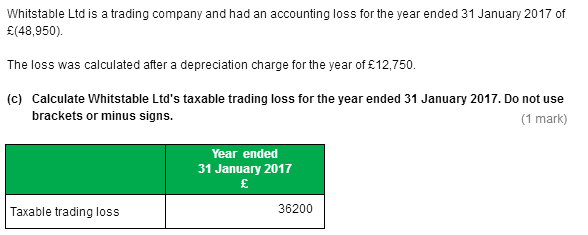 Whitstable Ltd is a trading company and had an accounting loss for the year ended 31 January 2017 of
£(48,950).
The loss was calculated after a depreciation charge for the year of £12,750.
(c) Calculate Whitstable Ltd's taxable trading loss for the year ended 31 January 2017. Do not use
brackets or minus signs. (1 mark)
Year ended
31 January 2017
£
Taxable trading loss 36200